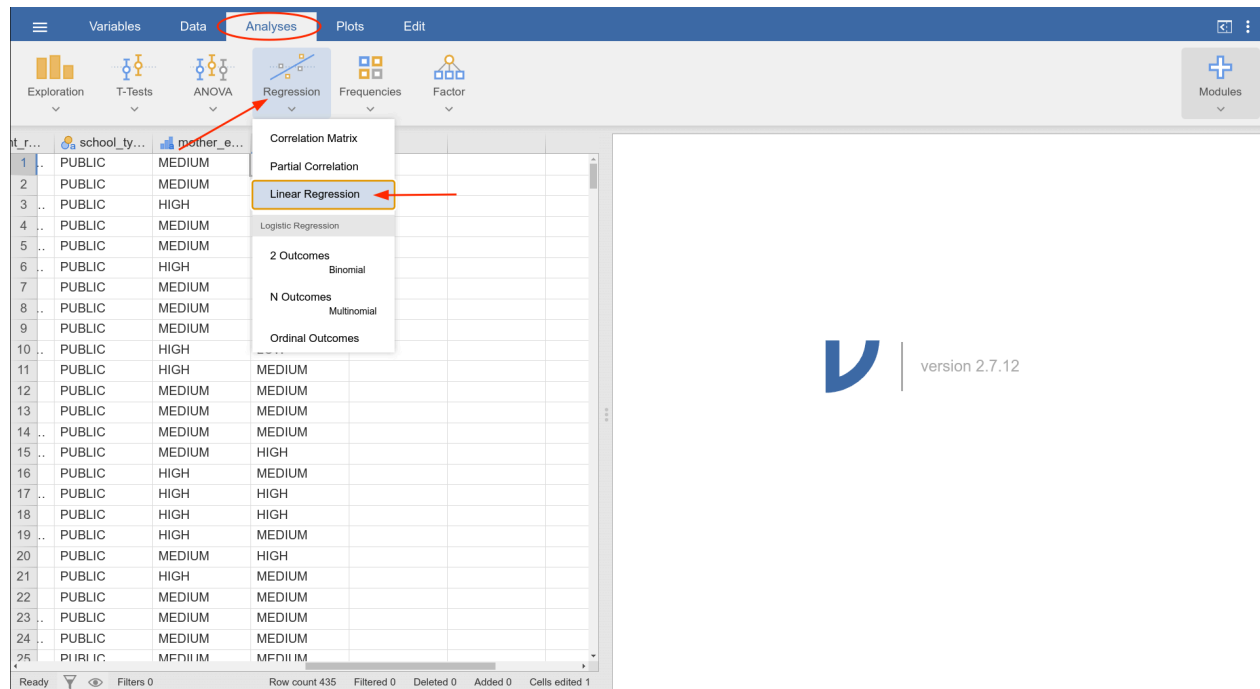 Variables Data Analyses Plots Edit
Exploration T-Tests ANOVA Regression Frequencies Factor Modules
nt_r... school_ty... mother_e...
Correlation Matrix
Partial Correlation
Linear Regression
Logistic Regression
2 Outcomes
Binomial
N Outcomes
Multinomial
Ordinal Outcomes
1 .. PUBLIC MEDIUM
2 PUBLIC MEDIUM
3 .. PUBLIC HIGH
4 .. PUBLIC MEDIUM
5 .. PUBLIC MEDIUM
6 .. PUBLIC HIGH
7 PUBLIC MEDIUM
8 .. PUBLIC MEDIUM
9 PUBLIC MEDIUM
10 .. PUBLIC HIGH
11 PUBLIC HIGH MEDIUM
12 PUBLIC MEDIUM MEDIUM
13 PUBLIC MEDIUM MEDIUM
14 .. PUBLIC MEDIUM MEDIUM
15 .. PUBLIC MEDIUM HIGH
16 PUBLIC HIGH MEDIUM
17 .. PUBLIC HIGH HIGH
18 PUBLIC HIGH HIGH
19 .. PUBLIC HIGH MEDIUM
20 PUBLIC MEDIUM HIGH
21 PUBLIC HIGH MEDIUM
22 PUBLIC MEDIUM MEDIUM
23 .. PUBLIC MEDIUM MEDIUM
24 .. PUBLIC MEDIUM MEDIUM
25 PUBLIC MEDIUM MEDIUM
version 2.7.12
Ready Filters 0 Row count 435 Filtered 0 Deleted 0 Added 0 Cells edited 1